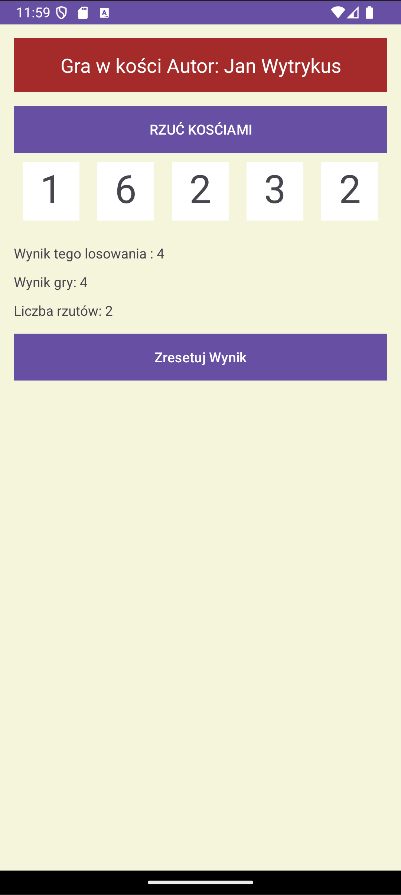 11:59
Gra w kości Autor: Jan Wytrykus
RZUĆ KOSĆIAMI
1 6 2 3 2
Wynik tego losowania : 4
Wynik gry: 4
Liczba rzutów: 2
Zresetuj Wynik